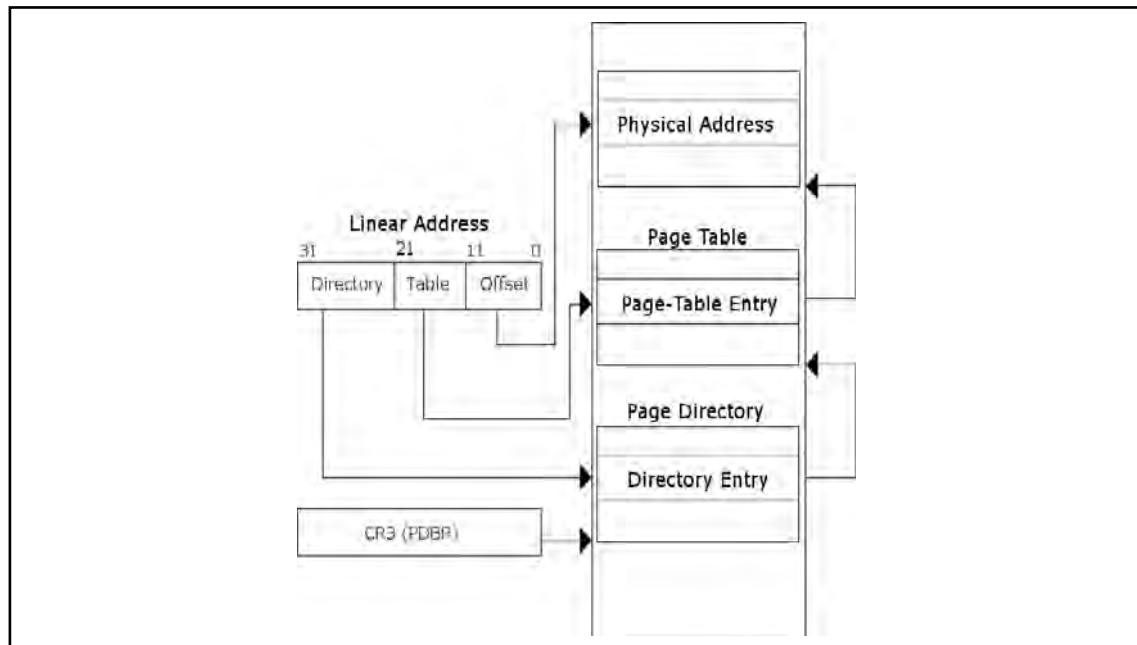 Physical Address
Linear Address
31 21 11 0
Directory Table Offset
Page Table
Page-Table Entry
Page Directory
Directory Entry
CR3 (PDBR)